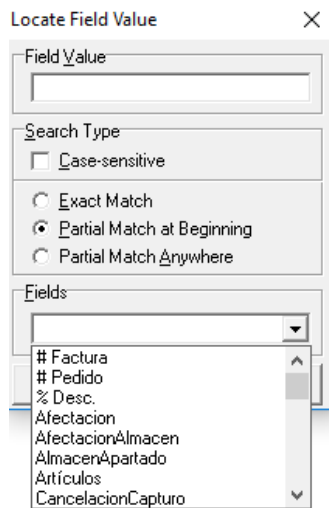 Locate Field Value
Field Value
Search Type
Case-sensitive
Exact Match
Partial Match at Beginning
Partial Match Anywhere
Fields
# Factura
# Pedido
% Desc.
Afectacion
AfectacionAlmacen
AlmacenApartado
Artículos
CancelacionCapturo